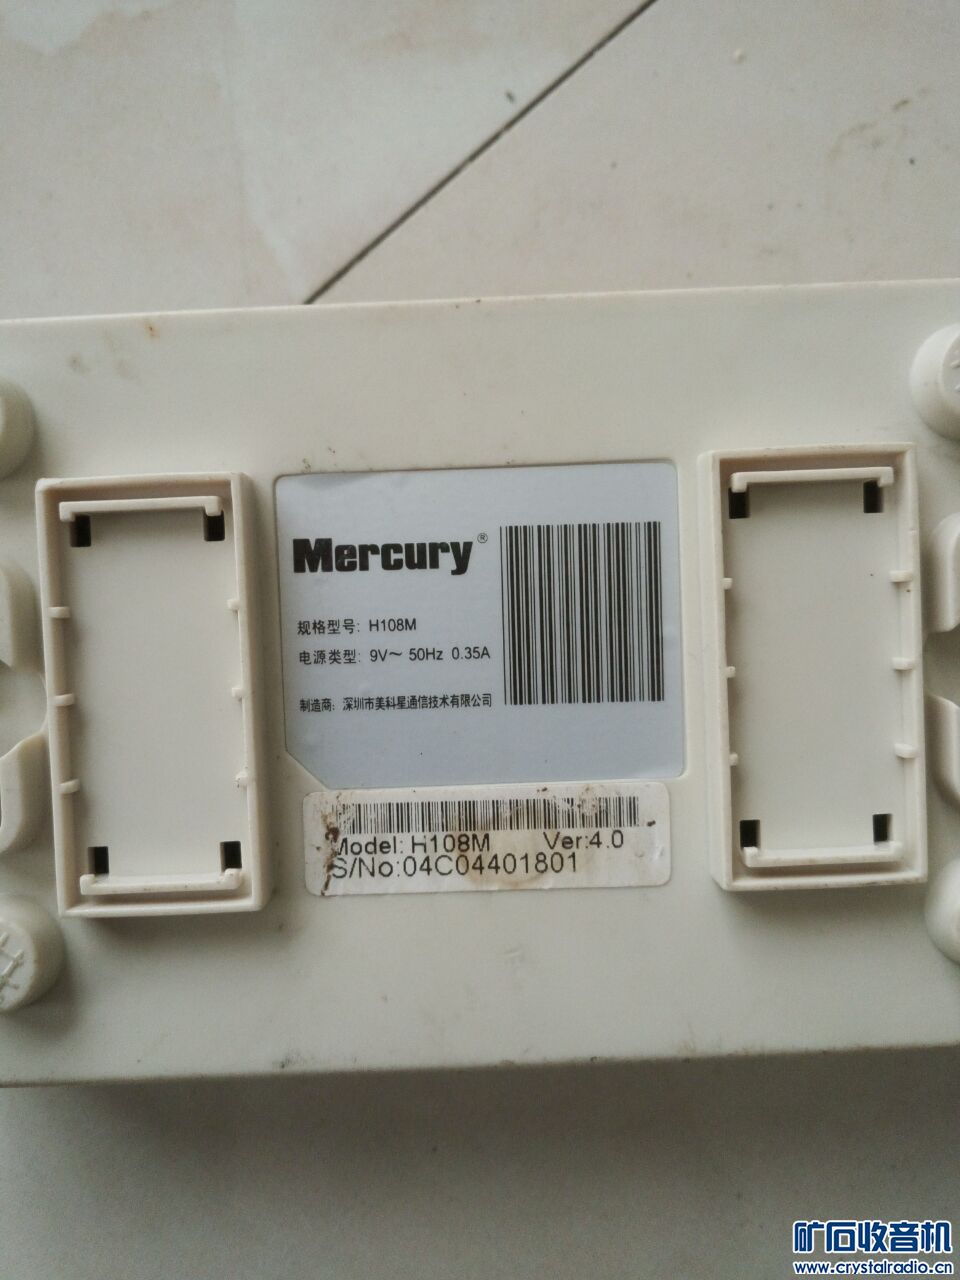 Mercury®
规格型号: H108M
电源类型: 9V～ 50Hz 0.35A
制造商: 深圳市美科星通信技术有限公司
Model: H108M Ver:4.0
S/No:04C04401801
矿石收音机
www.crystalradio.cn